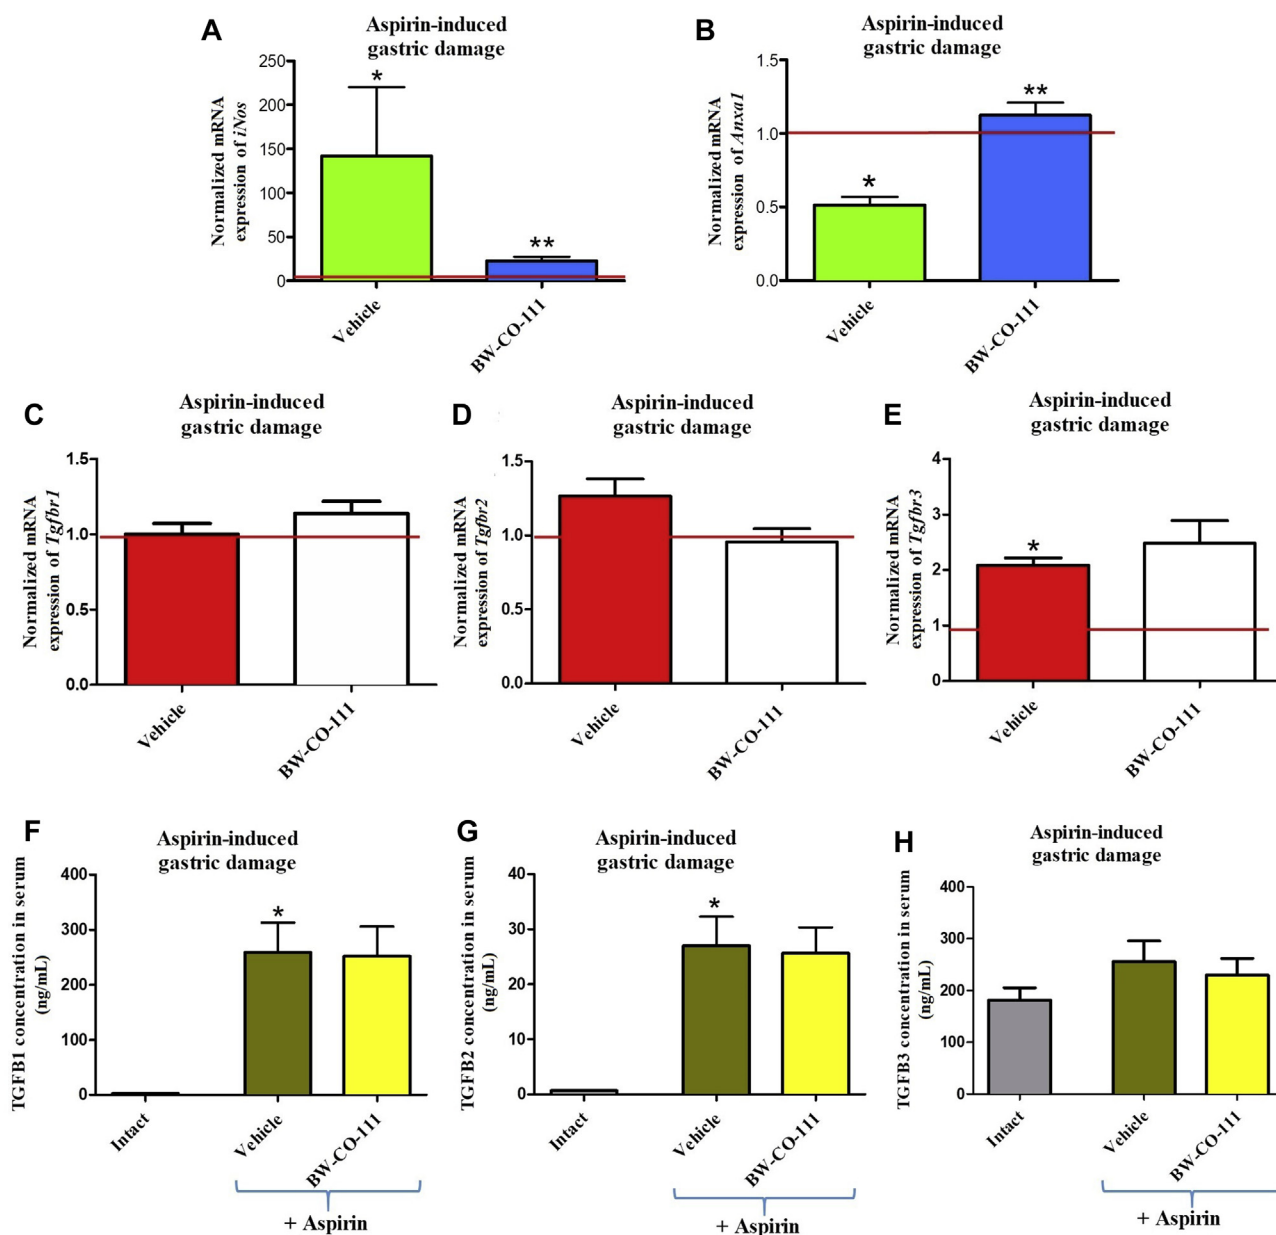 A
Aspirin-induced
gastric damage
Normalized mRNA
expression of iNos
250
200
150
100
50
0
*
**
Vehicle
BW-CO-111
B
Aspirin-induced
gastric damage
Normalized mRNA
expression of Anxa1
1.5
1.0
0.5
0.0
*
**
Vehicle
BW-CO-111
C
Aspirin-induced
gastric damage
Normalized mRNA
expression of Tgfbr1
1.5
1.0
0.5
0.0
Vehicle
BW-CO-111
D
Aspirin-induced
gastric damage
Normalized mRNA
expression of Tgfbr2
1.5
1.0
0.5
0.0
Vehicle
BW-CO-111
E
Aspirin-induced
gastric damage
Normalized mRNA
expression of Tgfbr3
4
3
2
1
0
*
Vehicle
BW-CO-111
F
Aspirin-induced
gastric damage
TGFB1 concentration in serum
(ng/mL)
400
300
200
100
0
*
Intact
Vehicle
BW-CO-111
+ Aspirin
G
Aspirin-induced
gastric damage
TGFB2 concentration in serum
(ng/mL)
40
30
20
10
0
*
Intact
Vehicle
BW-CO-111
+ Aspirin
H
Aspirin-induced
gastric damage
TGFB3 concentration in serum
(ng/mL)
400
300
200
100
0
Intact
Vehicle
BW-CO-111
+ Aspirin